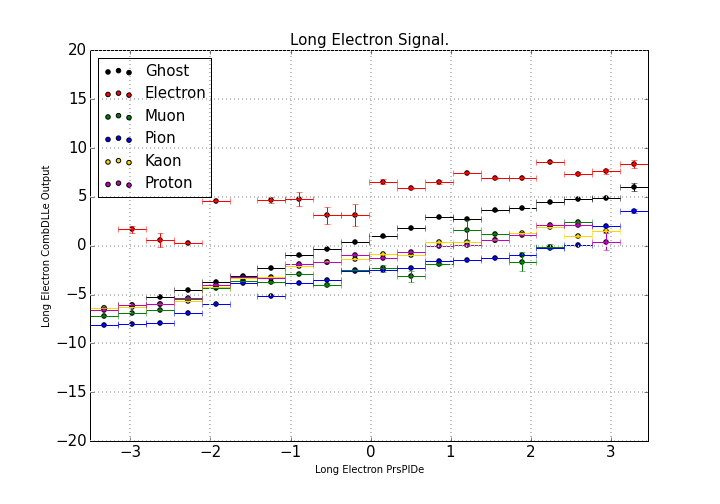 Long Electron Signal.
20
15
10
5
0
−5
−10
−15
−20
Long Electron CombDLLe Output
Ghost
Electron
Muon
Pion
Kaon
Proton
−3 −2 −1 0 1 2 3
Long Electron PrsPIDe